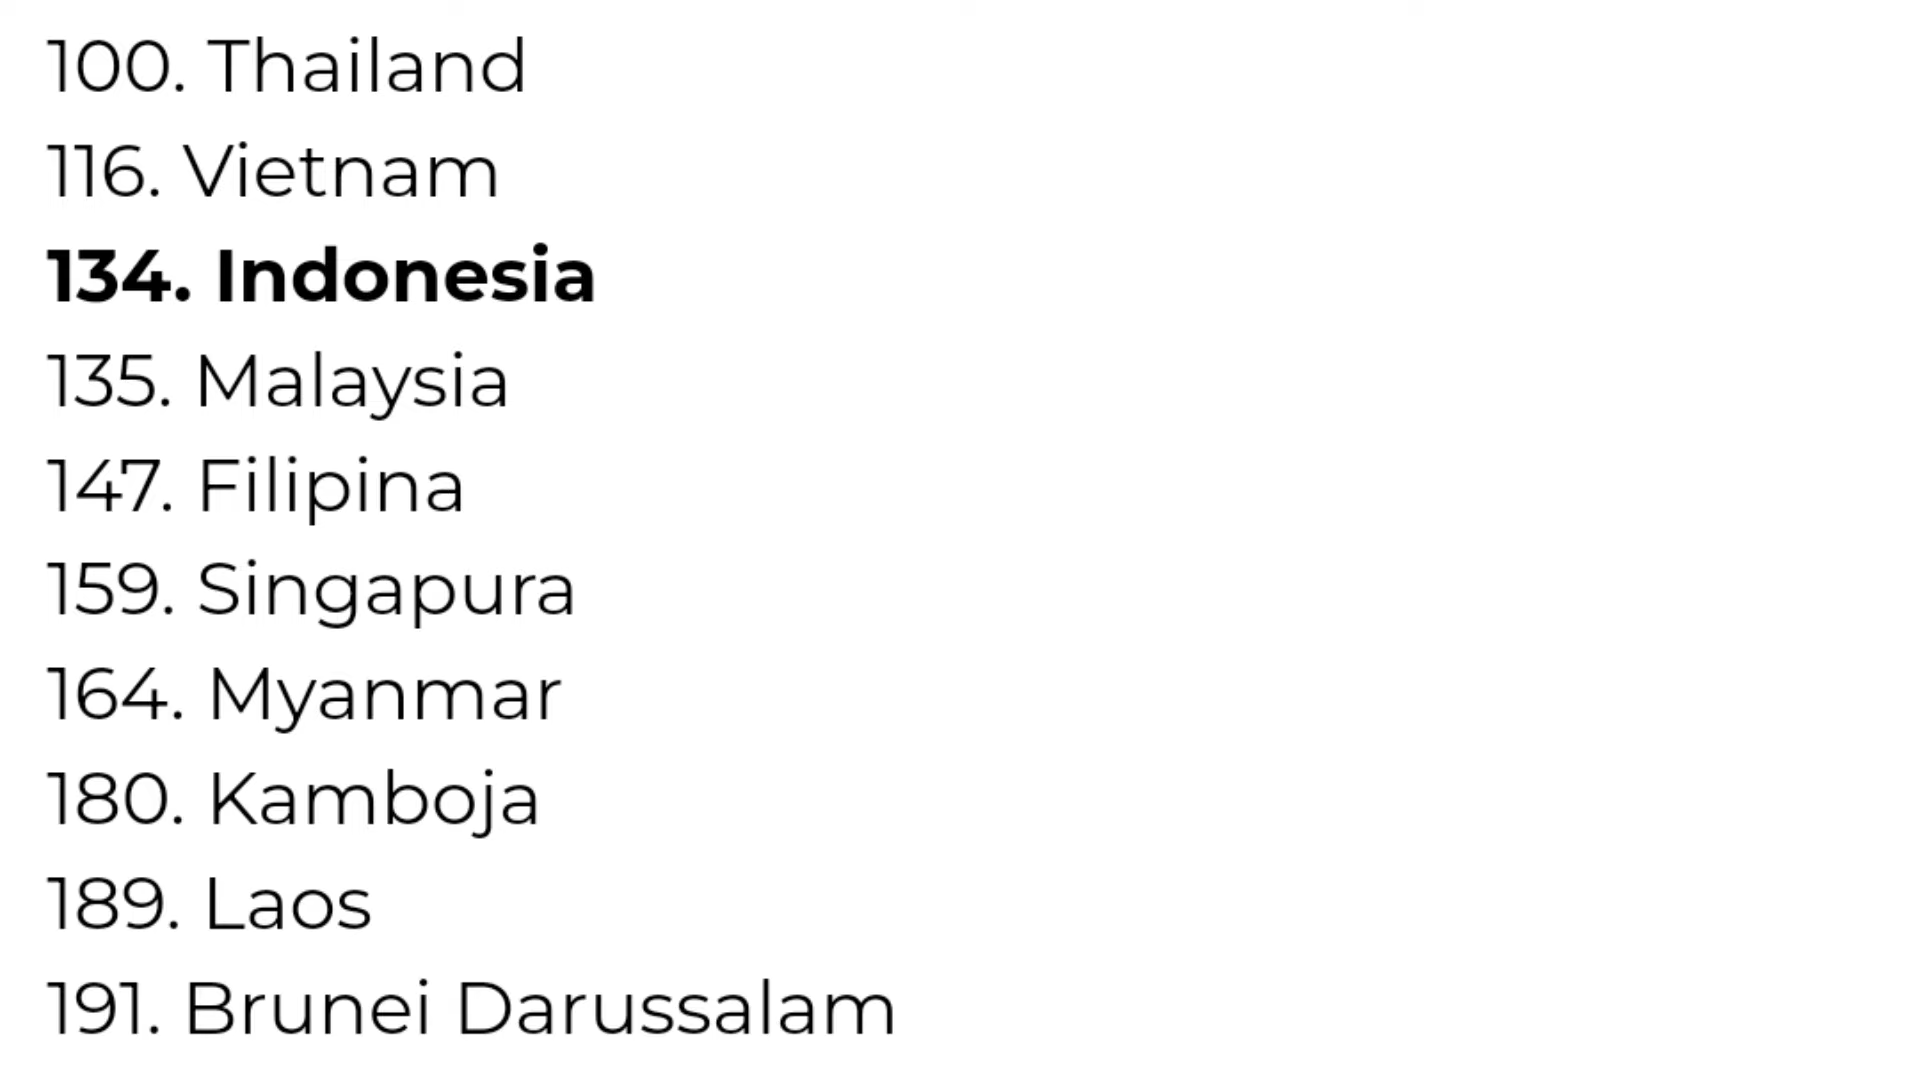 100. Thailand
116. Vietnam
134. Indonesia
135. Malaysia
147. Filipina
159. Singapura
164. Myanmar
180. Kamboja
189. Laos
191. Brunei Darussalam